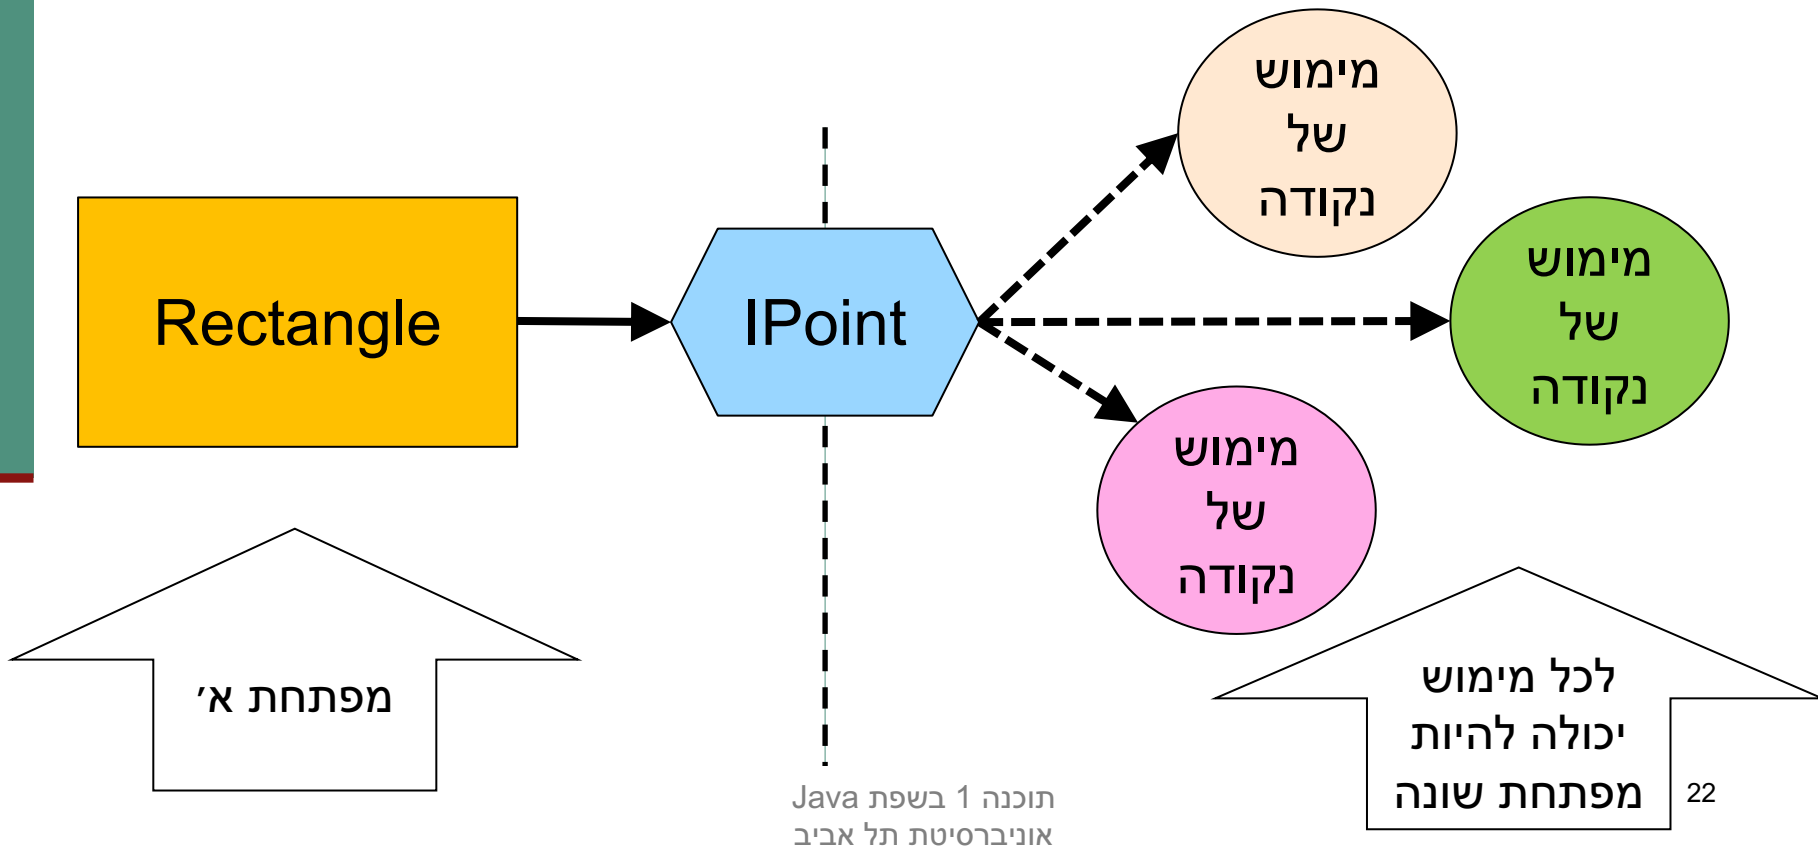 מימוש
של
נקודה
Rectangle
IPoint
מימוש
של
נקודה
מימוש
של
נקודה
מפתחת א׳
לכל מימוש
יכולה להיות
מפתחת שונה
22
תוכנה 1 בשפת Java
אוניברסיטת תל אביב